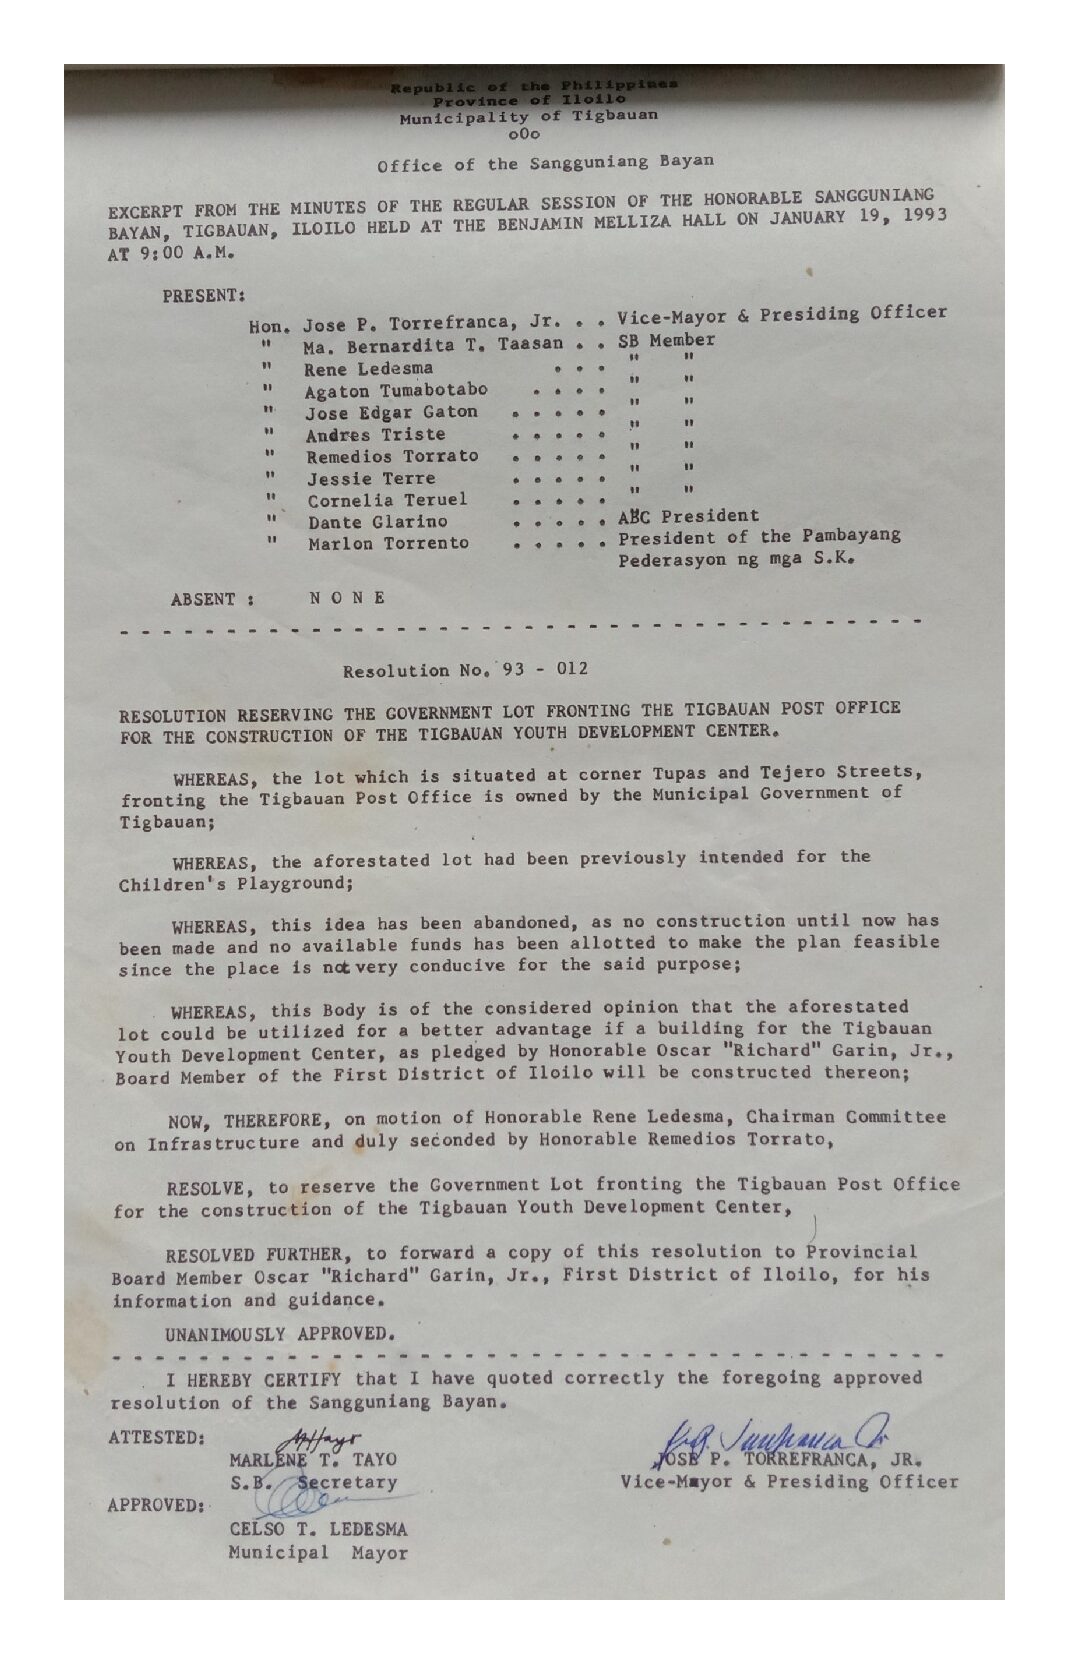 Republic of the Philippines
Province of Iloilo
Municipality of Tigbauan
oOo
Office of the Sangguniang Bayan
EXCERPT FROM THE MINUTES OF THE REGULAR SESSION OF THE HONORABLE SANGGUNIANG
BAYAN, TIGBAUAN, ILOILO HELD AT THE BENJAMIN MELLIZA HALL ON JANUARY 19, 1993
AT 9:00 A.M.
PRESENT:
Hon. Jose P. Torrefranca, Jr. . . Vice-Mayor & Presiding Officer
" Ma. Bernardita T. Taasan . . SB Member
" Rene Ledesma . . . " "
" Agaton Tumabotabo . . . . " "
" Jose Edgar Gaton . . . . . " "
" Andres Triste . . . . . " "
" Remedios Torrato . . . . . " "
" Jessie Terre . . . . . " "
" Cornelia Teruel . . . . . " "
" Dante Glarino . . . . . ABC President
" Marlon Torrento . . . . . President of the Pambayang
Pederasyon ng mga S.K.
ABSENT : N O N E
- - - - - - - - - - - - - - - - - - - - - - - - - - - - - - - - - - - - - -
Resolution No. 93 - 012
RESOLUTION RESERVING THE GOVERNMENT LOT FRONTING THE TIGBAUAN POST OFFICE
FOR THE CONSTRUCTION OF THE TIGBAUAN YOUTH DEVELOPMENT CENTER.
WHEREAS, the lot which is situated at corner Tupas and Tejero Streets,
fronting the Tigbauan Post Office is owned by the Municipal Government of
Tigbauan;
WHEREAS, the aforestated lot had been previously intended for the
Children's Playground;
WHEREAS, this idea has been abandoned, as no construction until now has
been made and no available funds has been allotted to make the plan feasible
since the place is not very conducive for the said purpose;
WHEREAS, this Body is of the considered opinion that the aforestated
lot could be utilized for a better advantage if a building for the Tigbauan
Youth Development Center, as pledged by Honorable Oscar "Richard" Garin, Jr.,
Board Member of the First District of Iloilo will be constructed thereon;
NOW, THEREFORE, on motion of Honorable Rene Ledesma, Chairman Committee
on Infrastructure and duly seconded by Honorable Remedios Torrato,
RESOLVE, to reserve the Government Lot fronting the Tigbauan Post Office
for the construction of the Tigbauan Youth Development Center,
RESOLVED FURTHER, to forward a copy of this resolution to Provincial
Board Member Oscar "Richard" Garin, Jr., First District of Iloilo, for his
information and guidance.
UNANIMOUSLY APPROVED.
- - - - - - - - - - - - - - - - - - - - - - - - - - - - - - - - - - - - - - -
I HEREBY CERTIFY that I have quoted correctly the foregoing approved
resolution of the Sangguniang Bayan.
ATTESTED:
MARLENE T. TAYO JOSE P. TORREFRANCA, JR.
S.B. Secretary Vice-Mayor & Presiding Officer
APPROVED:
CELSO T. LEDESMA
Municipal Mayor